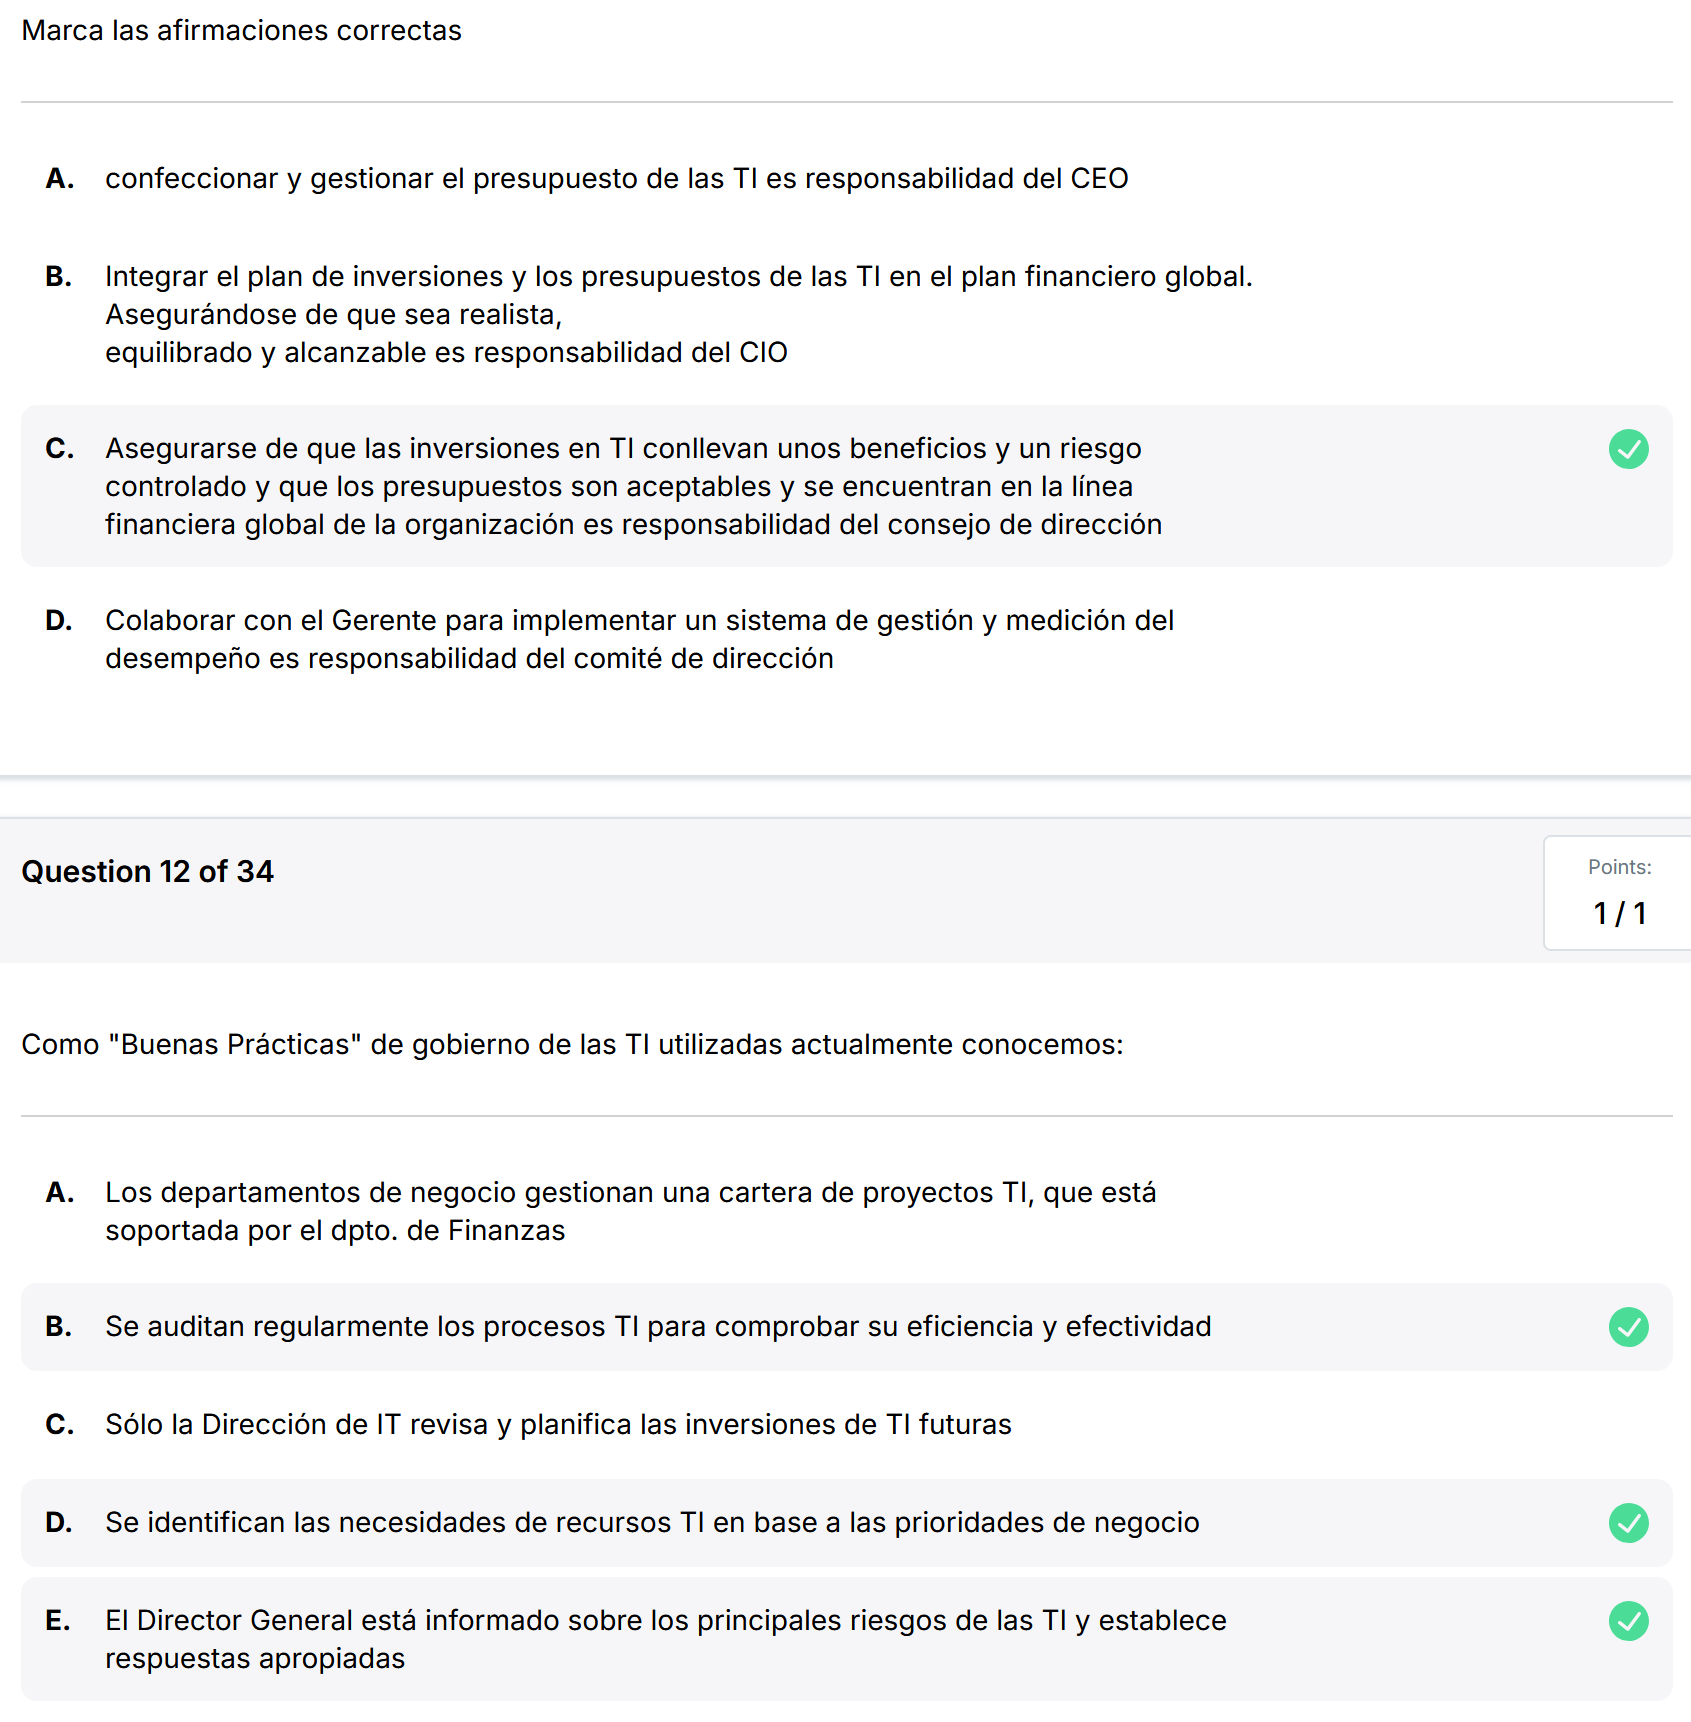 Marca las afirmaciones correctas
A. confeccionar y gestionar el presupuesto de las TI es responsabilidad del CEO
B. Integrar el plan de inversiones y los presupuestos de las TI en el plan financiero global.
Asegurándose de que sea realista,
equilibrado y alcanzable es responsabilidad del CIO
C. Asegurarse de que las inversiones en TI conllevan unos beneficios y un riesgo
controlado y que los presupuestos son aceptables y se encuentran en la línea
financiera global de la organización es responsabilidad del consejo de dirección
D. Colaborar con el Gerente para implementar un sistema de gestión y medición del
desempeño es responsabilidad del comité de dirección
Question 12 of 34
Points:
1 / 1
Como "Buenas Prácticas" de gobierno de las TI utilizadas actualmente conocemos:
A. Los departamentos de negocio gestionan una cartera de proyectos TI, que está
soportada por el dpto. de Finanzas
B. Se auditan regularmente los procesos TI para comprobar su eficiencia y efectividad
C. Sólo la Dirección de IT revisa y planifica las inversiones de TI futuras
D. Se identifican las necesidades de recursos TI en base a las prioridades de negocio
E. El Director General está informado sobre los principales riesgos de las TI y establece
respuestas apropiadas